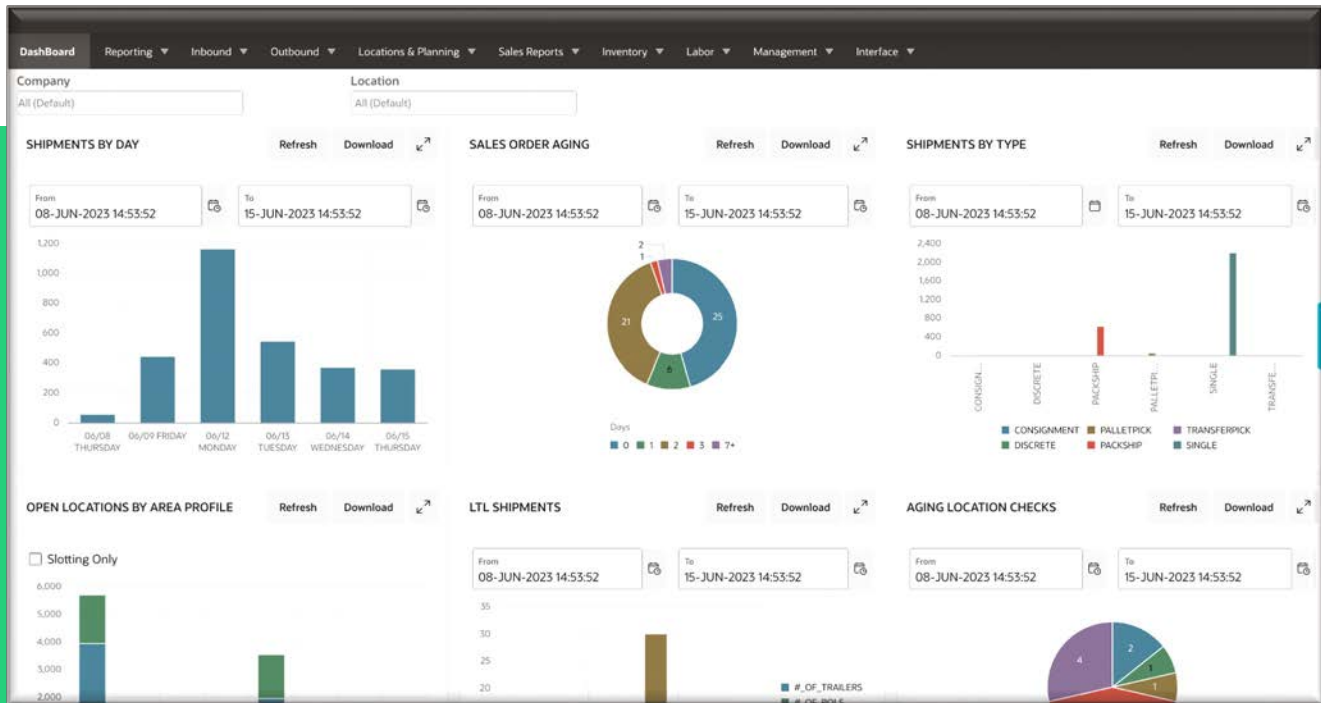 DashBoard Reporting Inbound Outbound Locations & Planning Sales Reports Inventory Labor Management Interface
Company Location
All (Default) All (Default)
SHIPMENTS BY DAY Refresh Download
From 08-JUN-2023 14:53:52 To 15-JUN-2023 14:53:52
1,200
1,000
800
600
400
200
0
06/08 THURSDAY 06/09 FRIDAY 06/12 MONDAY 06/13 TUESDAY 06/14 WEDNESDAY 06/15 THURSDAY
SALES ORDER AGING Refresh Download
From 08-JUN-2023 14:53:52 To 15-JUN-2023 14:53:52
2
1
21
25
6
Days
0 1 2 3 7+
SHIPMENTS BY TYPE Refresh Download
From 08-JUN-2023 14:53:52 To 15-JUN-2023 14:53:52
2,400
2,000
1,600
1,200
800
400
0
CONSIGN... DISCRETE PACKSHIP PALLETPI... SINGLE TRANSFE...
CONSIGNMENT PALLETPICK TRANSFERPICK
DISCRETE PACKSHIP SINGLE
OPEN LOCATIONS BY AREA PROFILE Refresh Download
Slotting Only
6,000
5,000
4,000
3,000
2,000
LTL SHIPMENTS Refresh Download
From 08-JUN-2023 14:53:52 To 15-JUN-2023 14:53:52
35
30
25
20
#_OF_TRAILERS
AGING LOCATION CHECKS Refresh Download
From 08-JUN-2023 14:53:52 To 15-JUN-2023 14:53:52
4
2
1
1